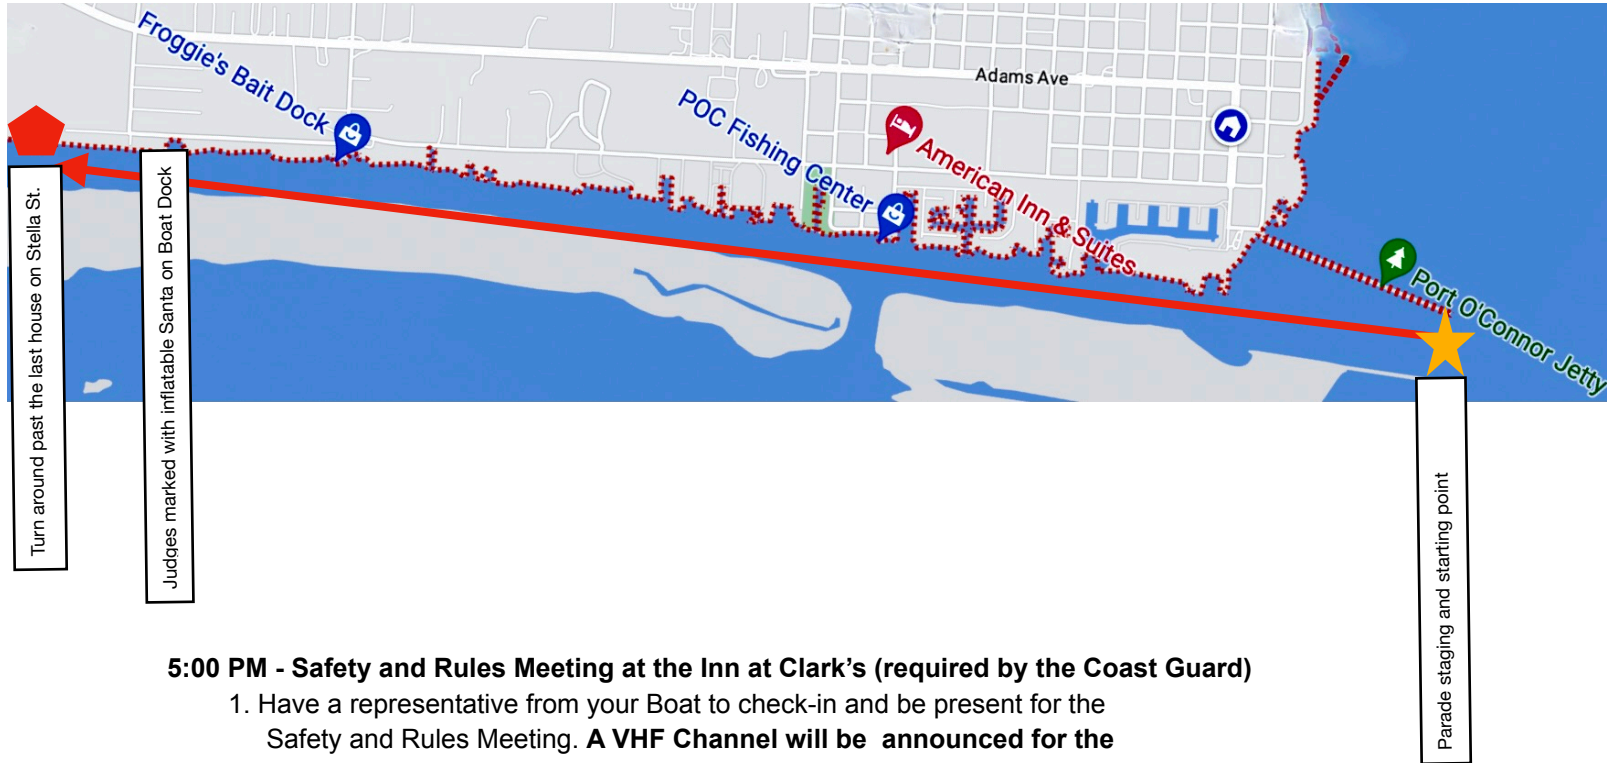 Froggie's Bait Dock
Adams Ave
POC Fishing Center
American Inn & Suites
Port O'Connor Jetty
Turn around past the last house on Stella St.
Judges marked with inflatable Santa on Boat Dock
Parade staging and starting point
5:00 PM - Safety and Rules Meeting at the Inn at Clark’s (required by the Coast Guard)
1. Have a representative from your Boat to check-in and be present for the
Safety and Rules Meeting. A VHF Channel will be announced for the